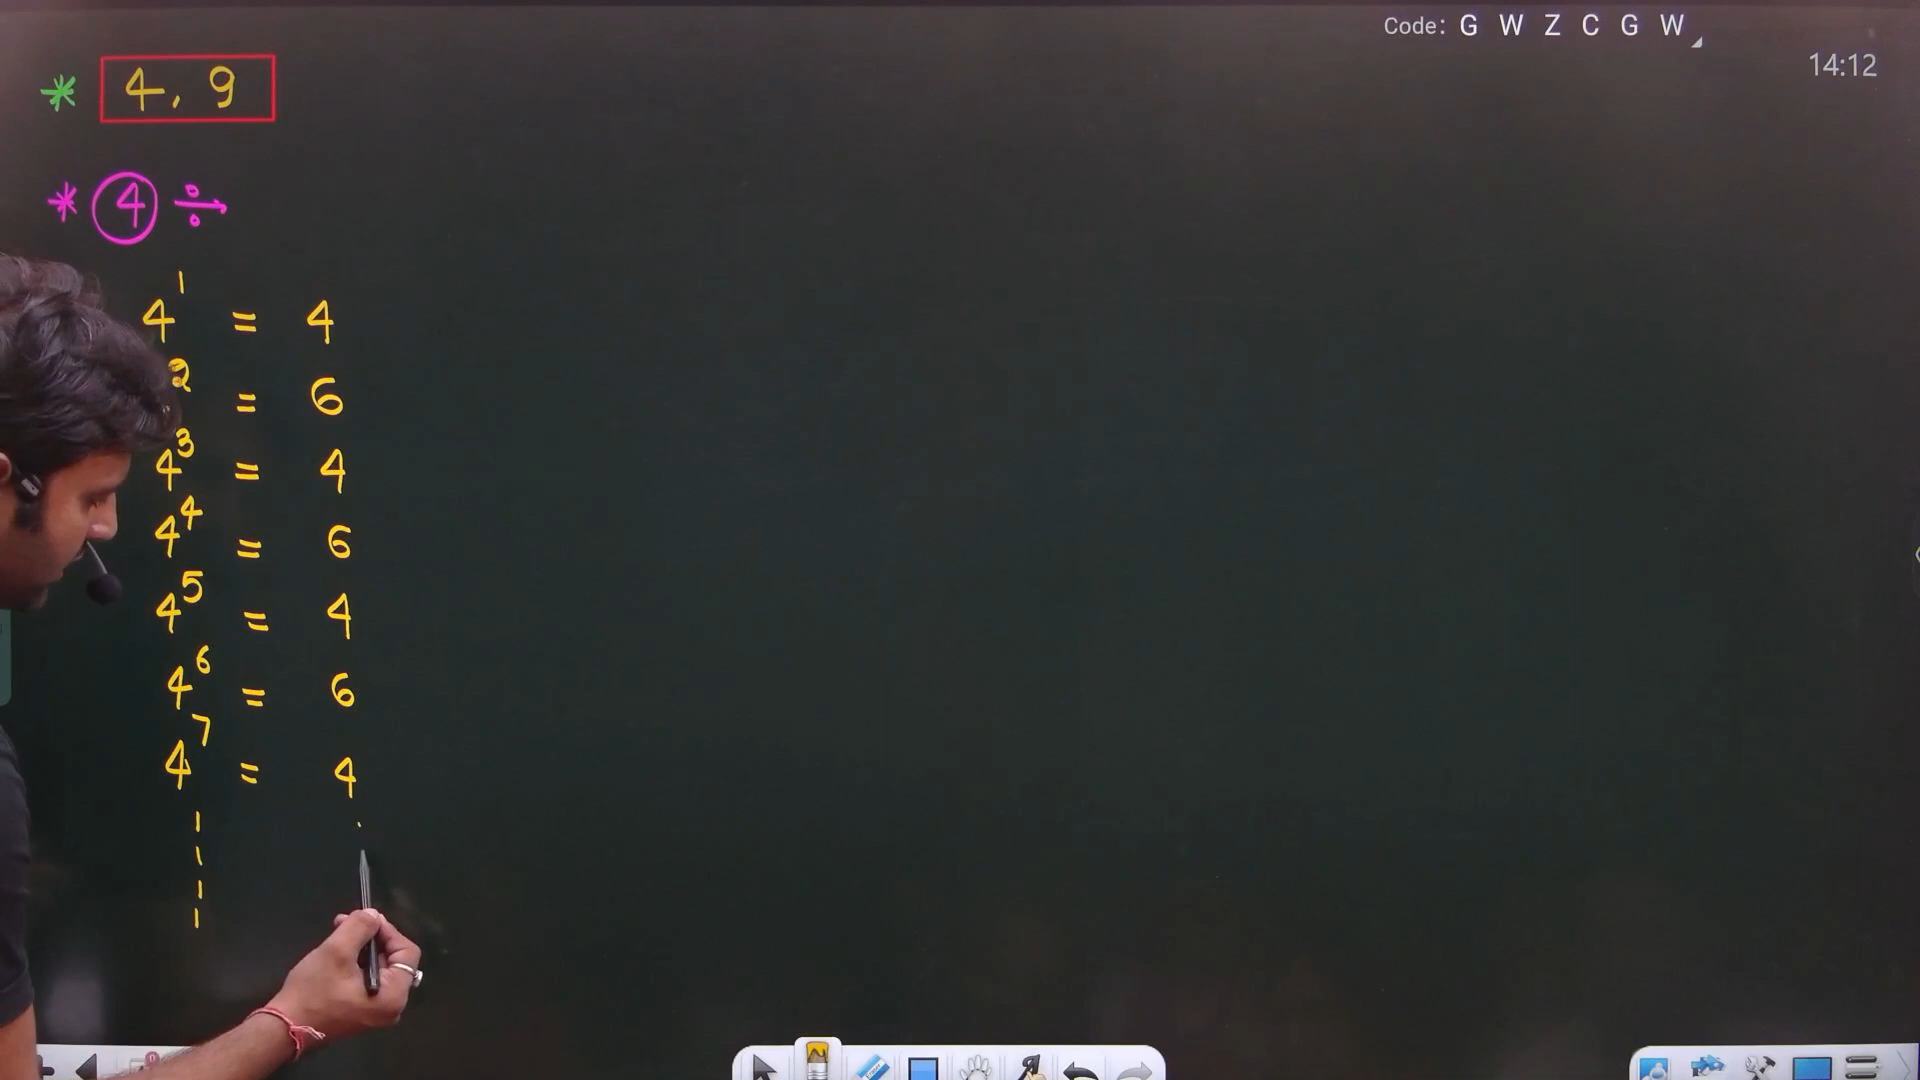 Code: G W Z C G W
14:12
* 4, 9
* 4 ÷
4¹ = 4
² = 6
4³ = 4
4⁴ = 6
4⁵ = 4
4⁶ = 6
4⁷ = 4